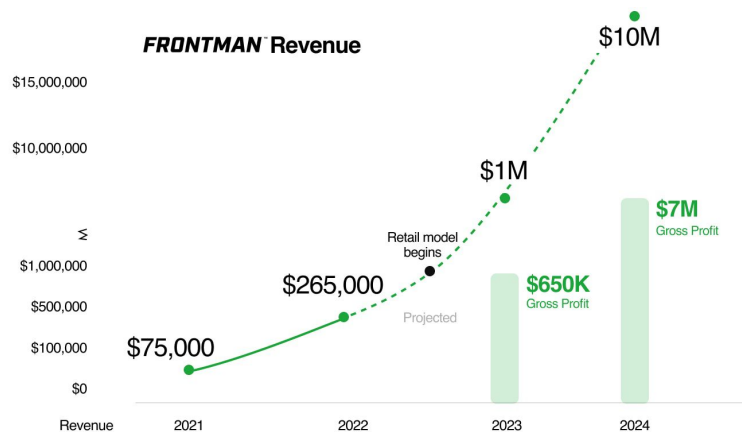 FRONTMAN™ Revenue
$10M
$15,000,000
$10,000,000
$1M
$7M
Gross Profit
Retail model
begins
$1,000,000
$265,000
$650K
Gross Profit
$500,000
Projected
$100,000
$75,000
$0
Revenue 2021 2022 2023 2024